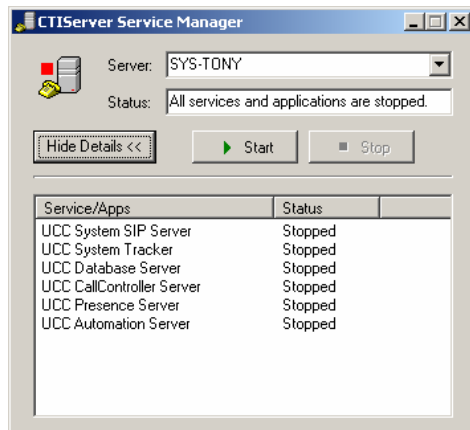 CTIServer Service Manager
Server: SYS-TONY
Status: All services and applications are stopped.
Hide Details << Start Stop
Service/Apps Status
UCC System SIP Server Stopped
UCC System Tracker Stopped
UCC Database Server Stopped
UCC CallController Server Stopped
UCC Presence Server Stopped
UCC Automation Server Stopped